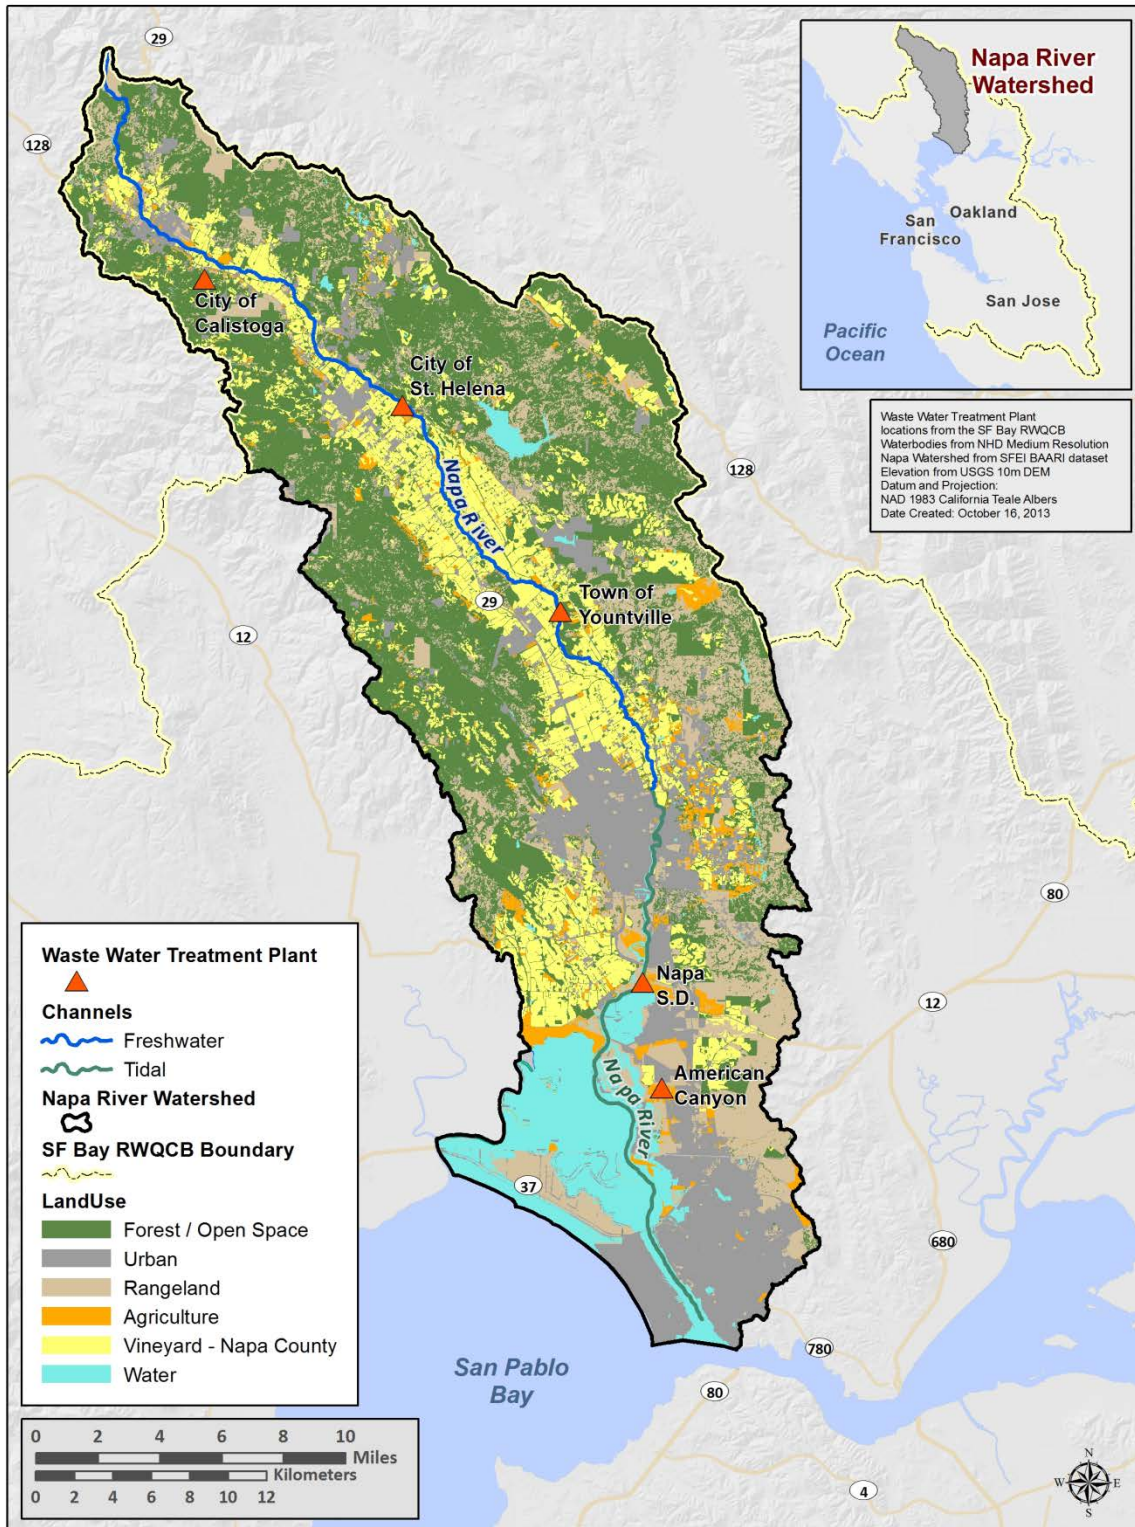 29
128
Napa River
Watershed
San
Francisco
Oakland
San Jose
Pacific
Ocean
City of
Calistoga
City of
St. Helena
Waste Water Treatment Plant
locations from the SF Bay RWQCB
Waterbodies from NHD Medium Resolution
Napa Watershed from SFEI BAARI dataset
Elevation from USGS 10m DEM
Datum and Projection:
NAD 1983 California Teale Albers
Date Created: October 16, 2013
128
Napa River
29
Town of
Yountville
12
80
Napa
S.D.
12
American
Canyon
Napa River
37
680
780
San Pablo
Bay
80
4
Waste Water Treatment Plant
Channels
Freshwater
Tidal
Napa River Watershed
SF Bay RWQCB Boundary
LandUse
Forest / Open Space
Urban
Rangeland
Agriculture
Vineyard - Napa County
Water
0 2 4 6 8 10
Miles
Kilometers
0 2 4 6 8 10 12
N
W E
S